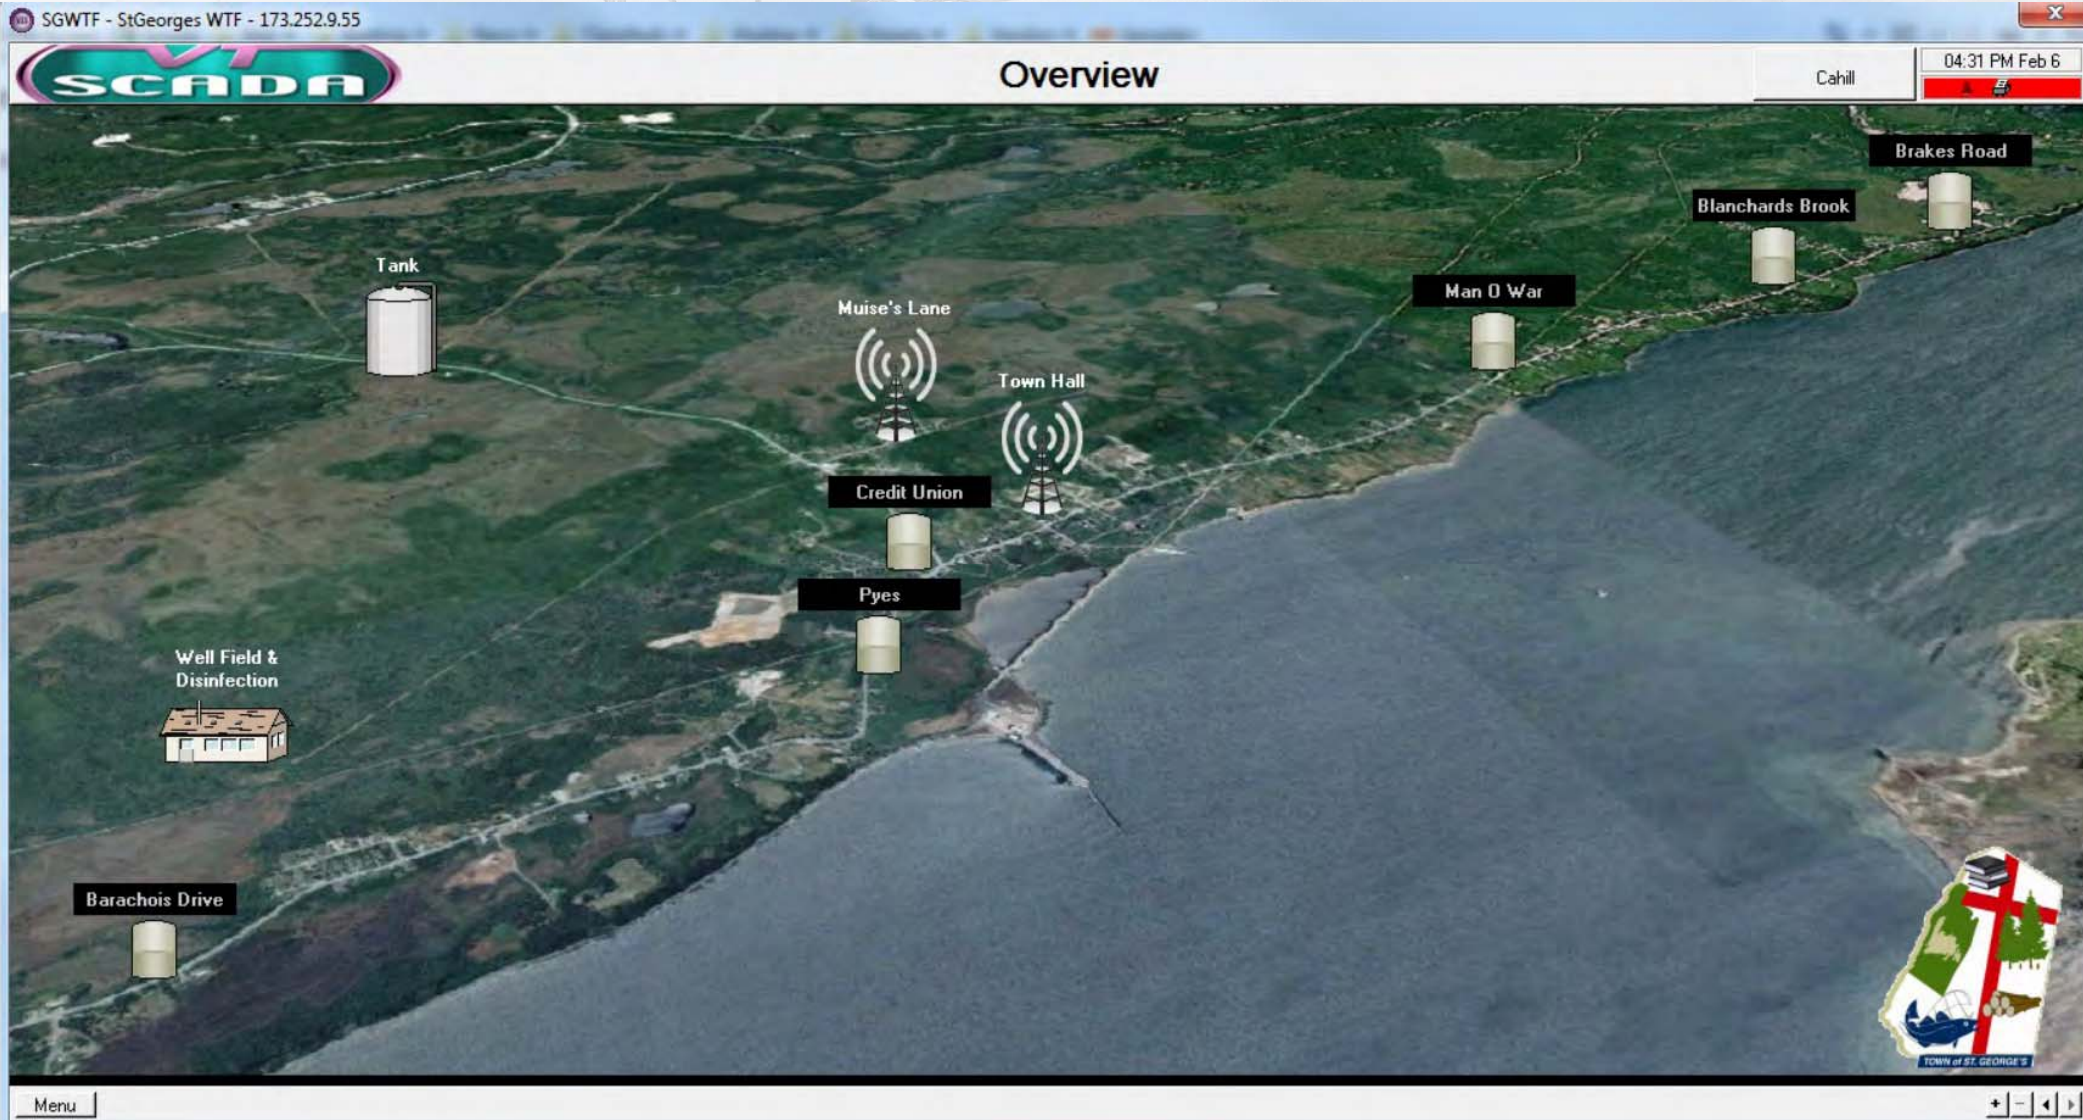 SGWTF - StGeorges WTF - 173.252.9.55
VT
SCADA
Overview
Cahill
04:31 PM Feb 6
A
Brakes Road
Blanchards Brook
Tank
Man O War
Muise's Lane
Town Hall
Credit Union
Pyes
Well Field &
Disinfection
Barachois Drive
TOWN of ST. GEORGE'S
Menu